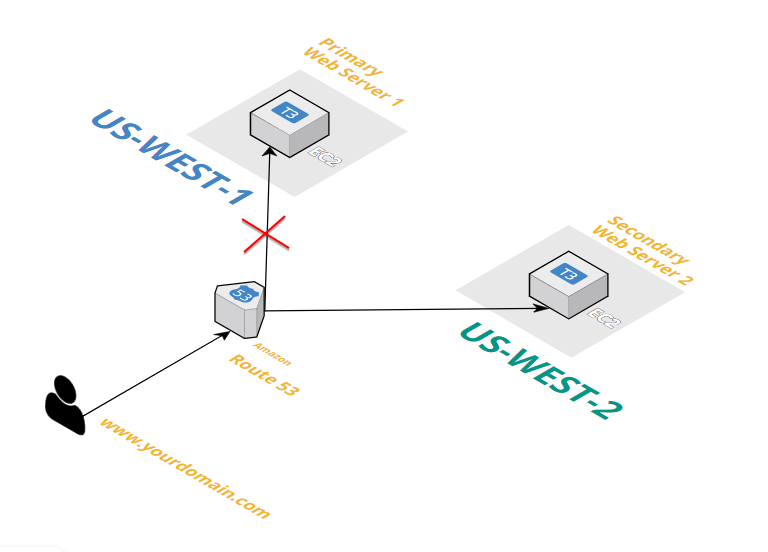 Primary
Web Server 1
T3
EC2
US-WEST-1
Secondary
Web Server 2
T3
EC2
US-WEST-2
53
Amazon
Route 53
www.yourdomain.com